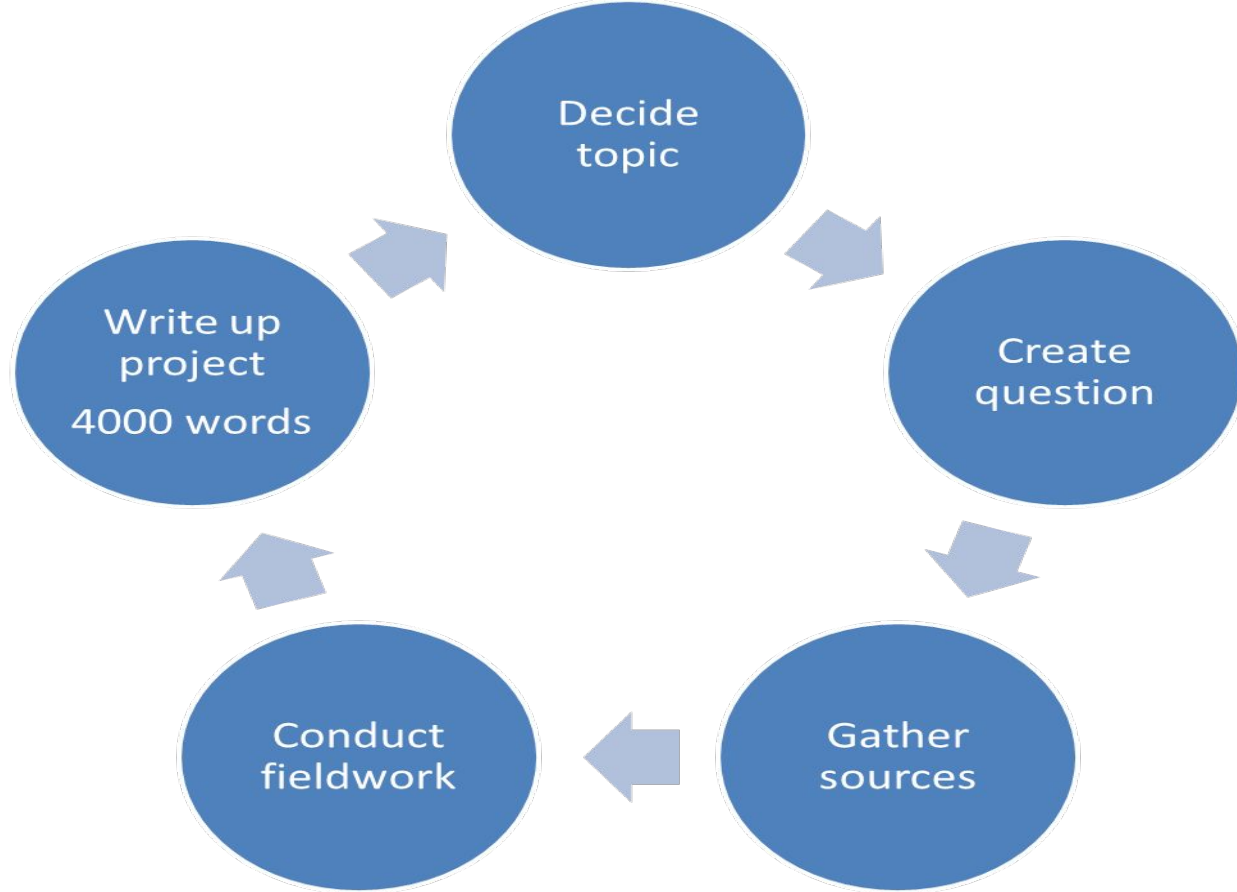 Decide
topic
Create
question
Gather
sources
Conduct
fieldwork
Write up
project
4000 words